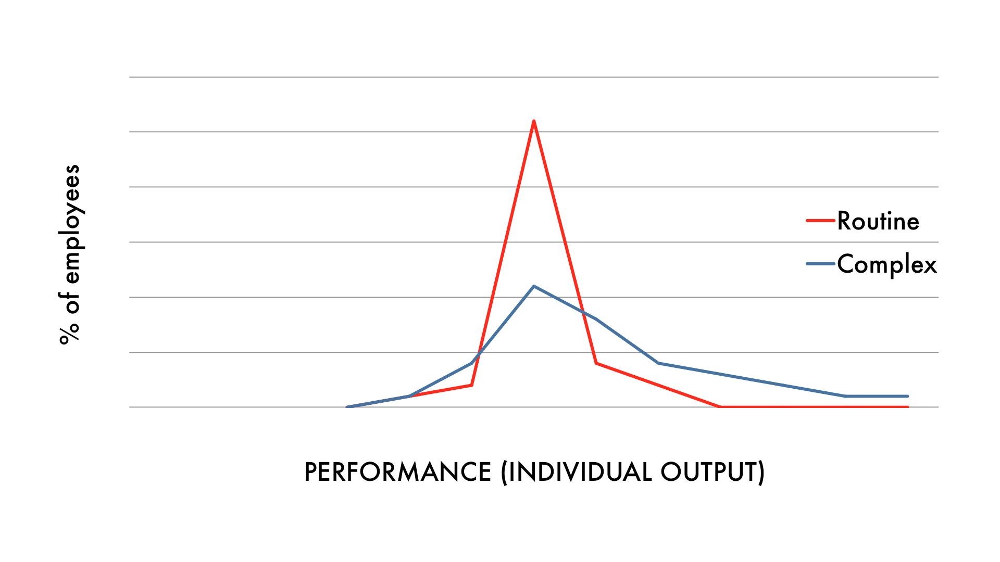 % of employees
Routine
Complex
PERFORMANCE (INDIVIDUAL OUTPUT)